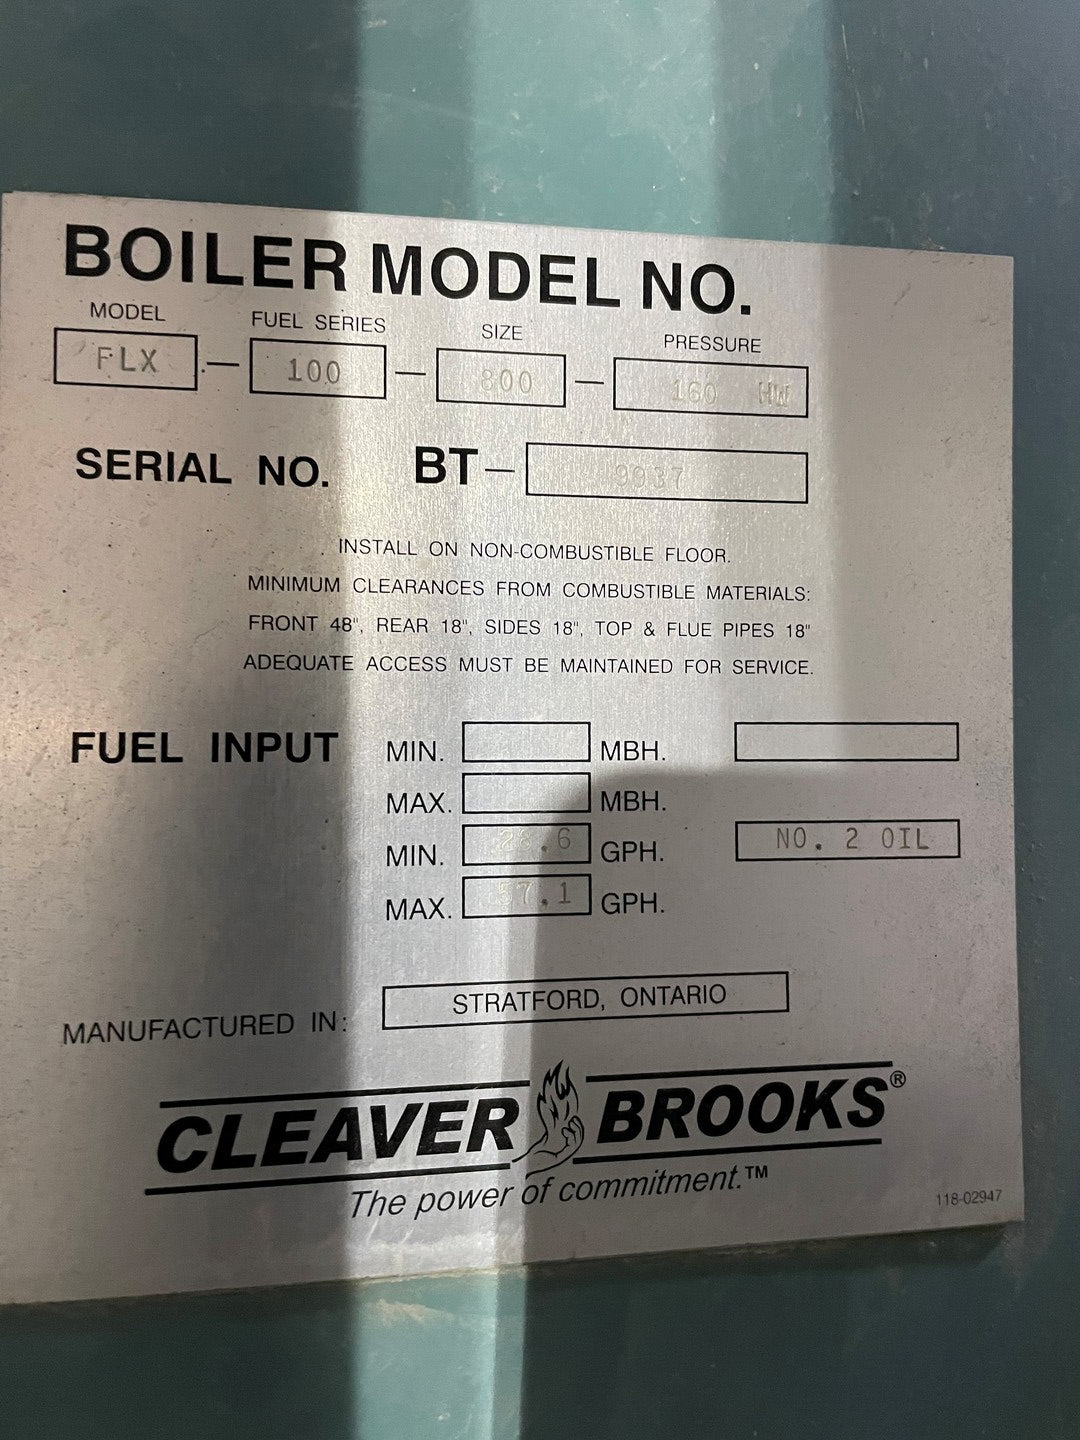 BOILER MODEL NO.
MODEL FUEL SERIES SIZE PRESSURE
FLX – 100 – 800 – 160 HW
SERIAL NO. BT – 9937
INSTALL ON NON-COMBUSTIBLE FLOOR.
MINIMUM CLEARANCES FROM COMBUSTIBLE MATERIALS:
FRONT 48", REAR 18", SIDES 18", TOP & FLUE PIPES 18"
ADEQUATE ACCESS MUST BE MAINTAINED FOR SERVICE.
FUEL INPUT MIN. MBH.
MAX. MBH.
MIN. 28.6 GPH. NO. 2 OIL
MAX. 57.1 GPH.
MANUFACTURED IN: STRATFORD, ONTARIO
CLEAVER BROOKS®
The power of commitment.™
118-02947